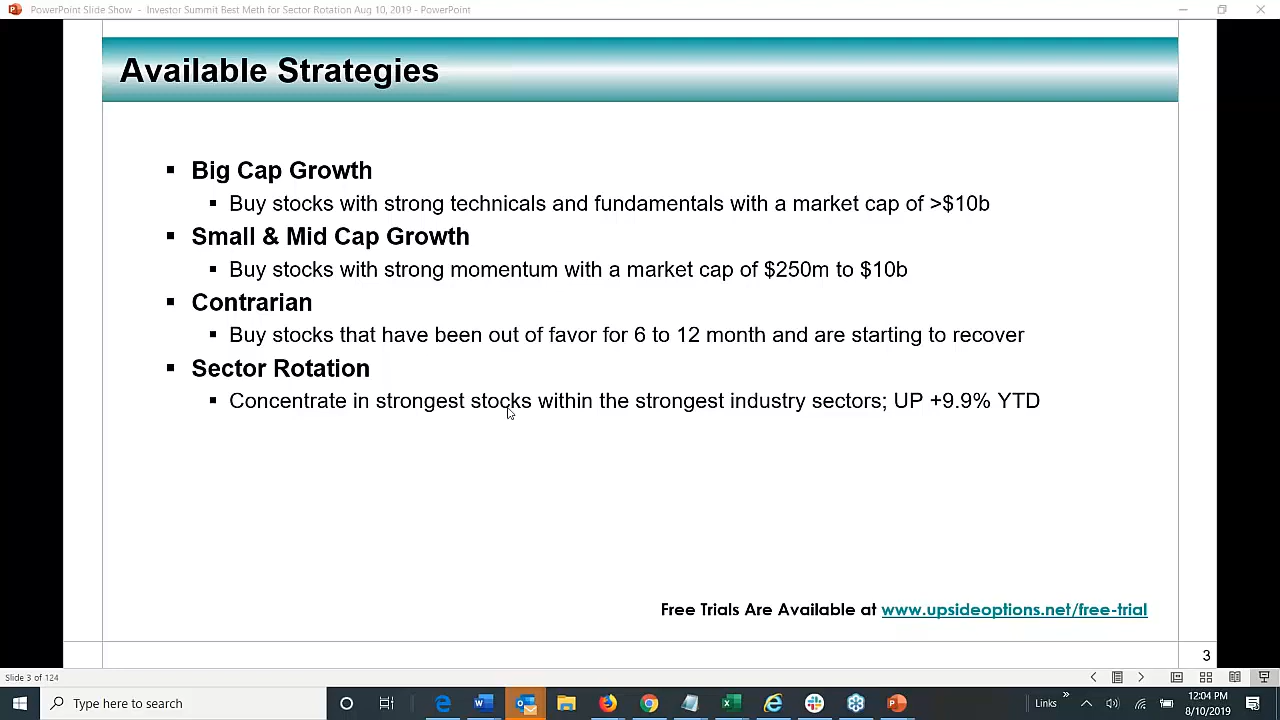 PowerPoint Slide Show - Investor Summit Best Meth for Sector Rotation Aug 10, 2019 - PowerPoint
Available Strategies
Big Cap Growth
Buy stocks with strong technicals and fundamentals with a market cap of >$10b
Small & Mid Cap Growth
Buy stocks with strong momentum with a market cap of $250m to $10b
Contrarian
Buy stocks that have been out of favor for 6 to 12 month and are starting to recover
Sector Rotation
Concentrate in strongest stocks within the strongest industry sectors; UP +9.9% YTD
Free Trials Are Available at www.upsideoptions.net/free-trial
3
Slide 3 of 124
Type here to search
Links
12:04 PM
8/10/2019